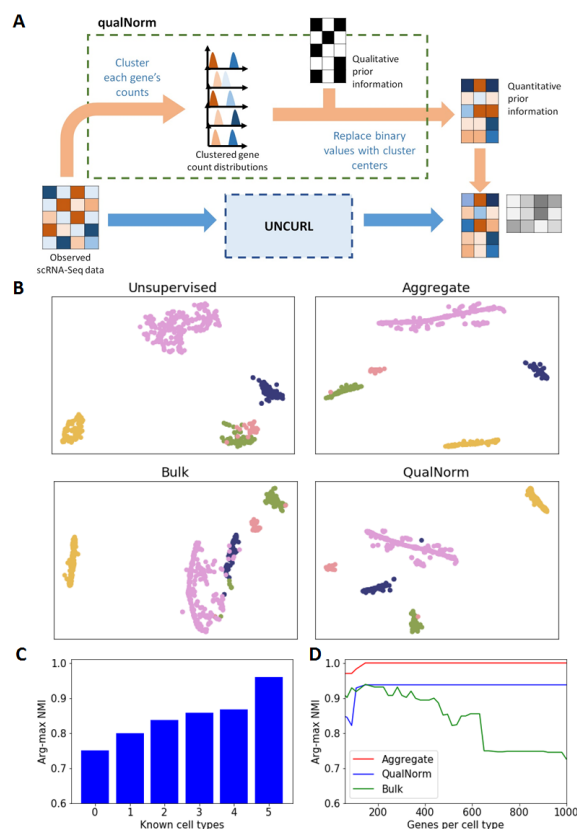 A
qualNorm
Cluster
each gene's
counts
Clustered gene
count distributions
Qualitative
prior
information
Replace binary
values with cluster
centers
Quantitative
prior
information
Observed
scRNA-Seq data
UNCURL
B
Unsupervised
Aggregate
Bulk
QualNorm
C
Arg-max NMI
1.0
0.9
0.8
0.7
0.6
0 1 2 3 4 5
Known cell types
D
Arg-max NMI
1.0
0.9
0.8
0.7
0.6
Aggregate
QualNorm
Bulk
200 400 600 800 1000
Genes per cell type